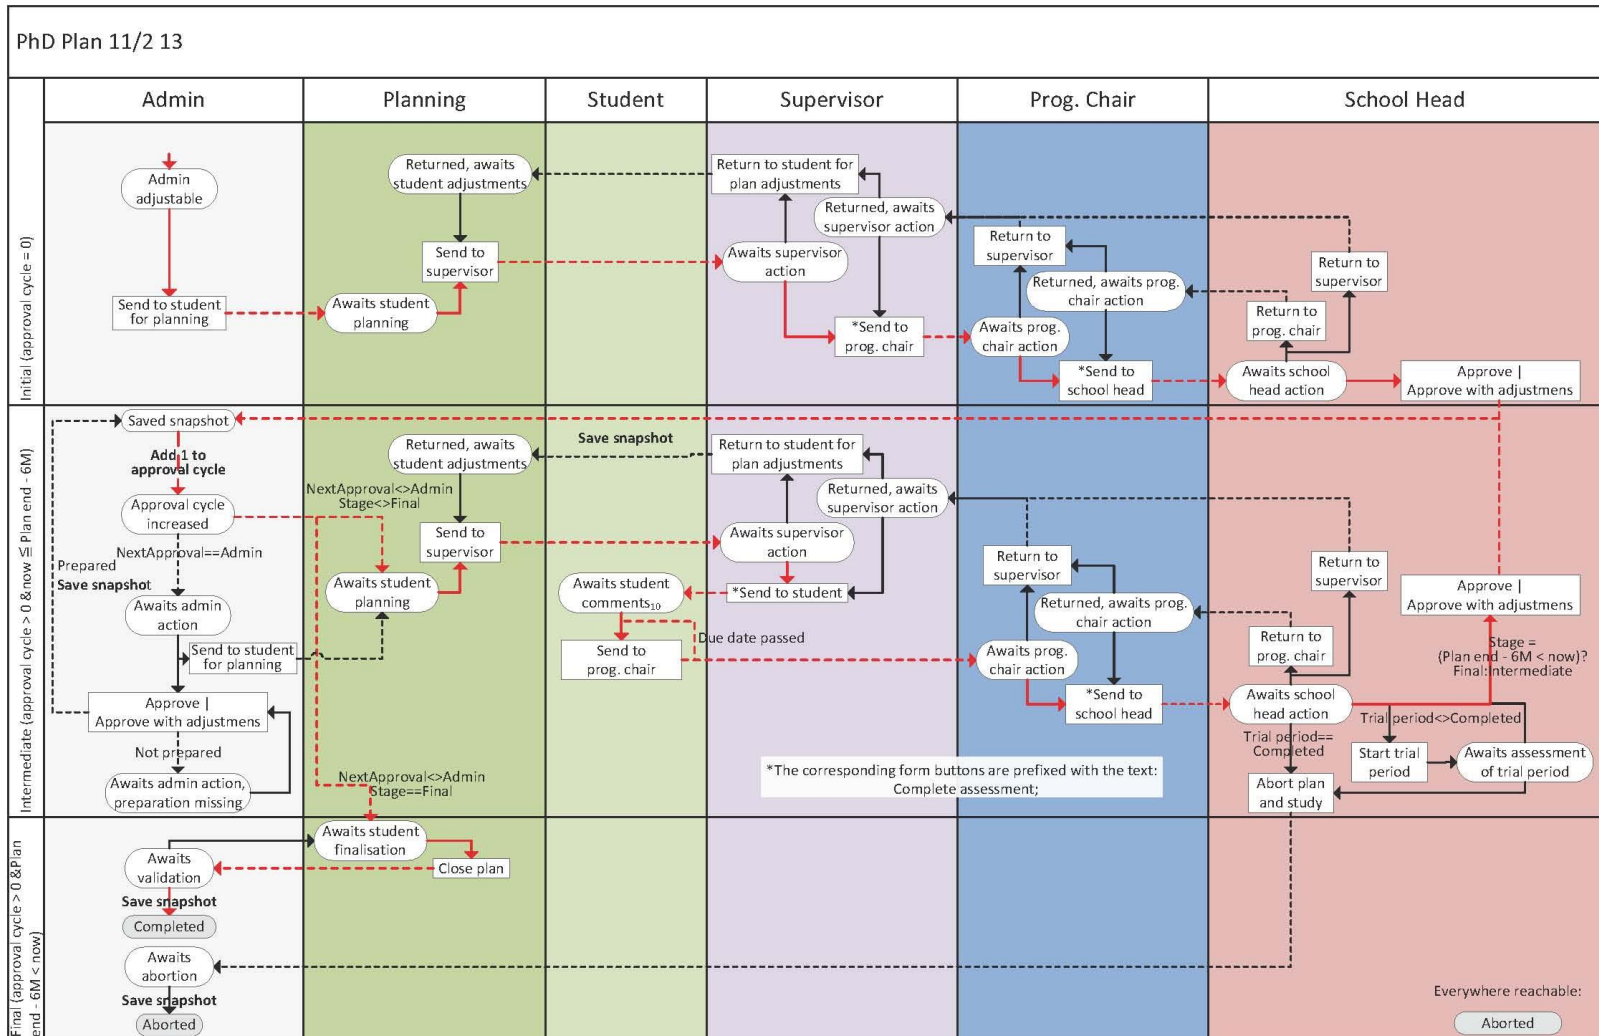 PhD Plan 11/2 13
Admin
Planning
Student
Supervisor
Prog. Chair
School Head
Initial (approval cycle = 0)
Admin
adjustable
Send to student
for planning
Returned, awaits
student adjustments
Send to
supervisor
Awaits student
planning
Return to student for
plan adjustments
Returned, awaits
supervisor action
Awaits supervisor
action
*Send to
prog. chair
Return to
supervisor
Returned, awaits prog.
chair action
Awaits prog.
chair action
*Send to
school head
Return to
supervisor
Return to
prog. chair
Awaits school
head action
Approve |
Approve with adjustmens
Intermediate (approval cycle > 0 &now ≦ Plan end - 6M)
Saved snapshot
Add 1 to
approval cycle
Approval cycle
increased
NextApproval==Admin
Prepared
Save snapshot
Awaits admin
action
Send to student
for planning
Approve |
Approve with adjustmens
Not prepared
Awaits admin action,
preparation missing
Returned, awaits
student adjustments
NextApproval<>Admin
Stage<>Final
Send to
supervisor
Awaits student
planning
NextApproval<>Admin
Stage==Final
Save snapshot
Awaits student
comments10
Due date passed
Send to
prog. chair
Return to student for
plan adjustments
Returned, awaits
supervisor action
Awaits supervisor
action
*Send to student
Return to
supervisor
Returned, awaits prog.
chair action
Awaits prog.
chair action
*Send to
school head
*The corresponding form buttons are prefixed with the text:
Complete assessment;
Return to
supervisor
Return to
prog. chair
Approve |
Approve with adjustmens
Stage =
(Plan end - 6M < now)?
Final:Intermediate
Awaits school
head action
Trial period<>Completed
Trial period==
Completed
Start trial
period
Awaits assessment
of trial period
Abort plan
and study
Final (approval cycle > 0 &Plan
end - 6M < now)
Awaits student
finalisation
Close plan
Awaits
validation
Save snapshot
Completed
Awaits
abortion
Save snapshot
Aborted
Everywhere reachable:
Aborted